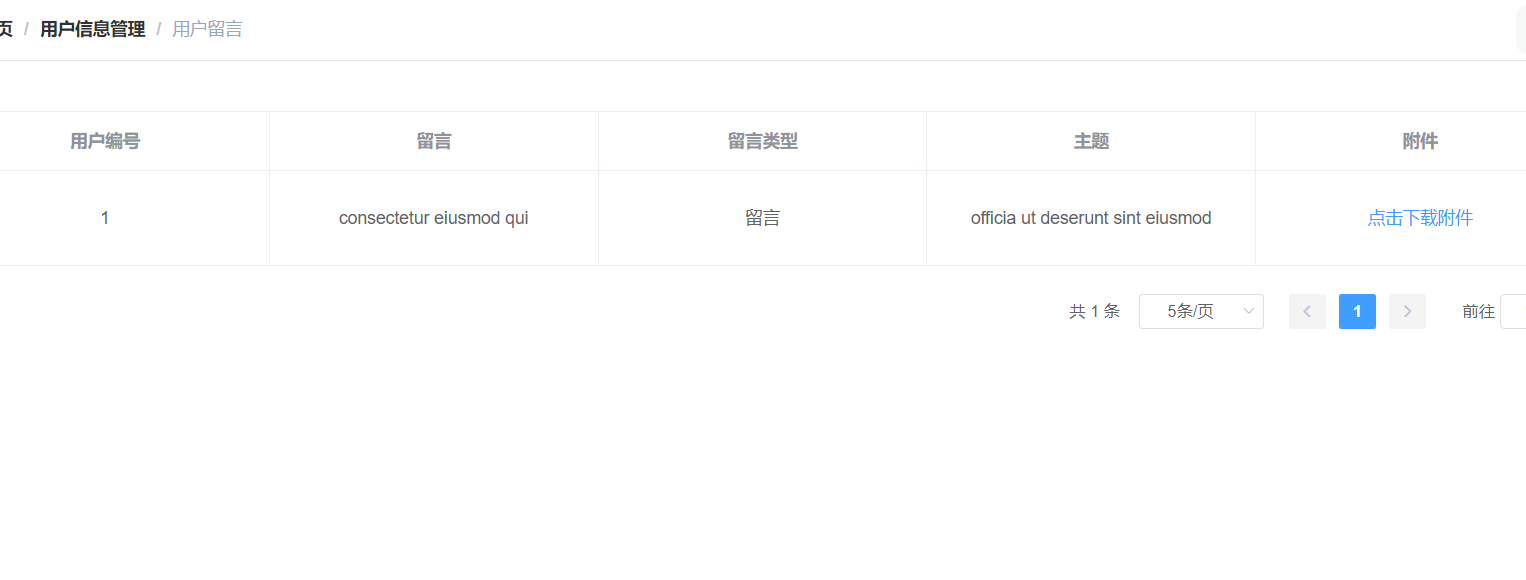 页 / 用户信息管理 / 用户留言
用户编号 留言 留言类型 主题 附件
1 consectetur eiusmod qui 留言 officia ut deserunt sint eiusmod 点击下载附件
共 1 条 5条/页 1 前往